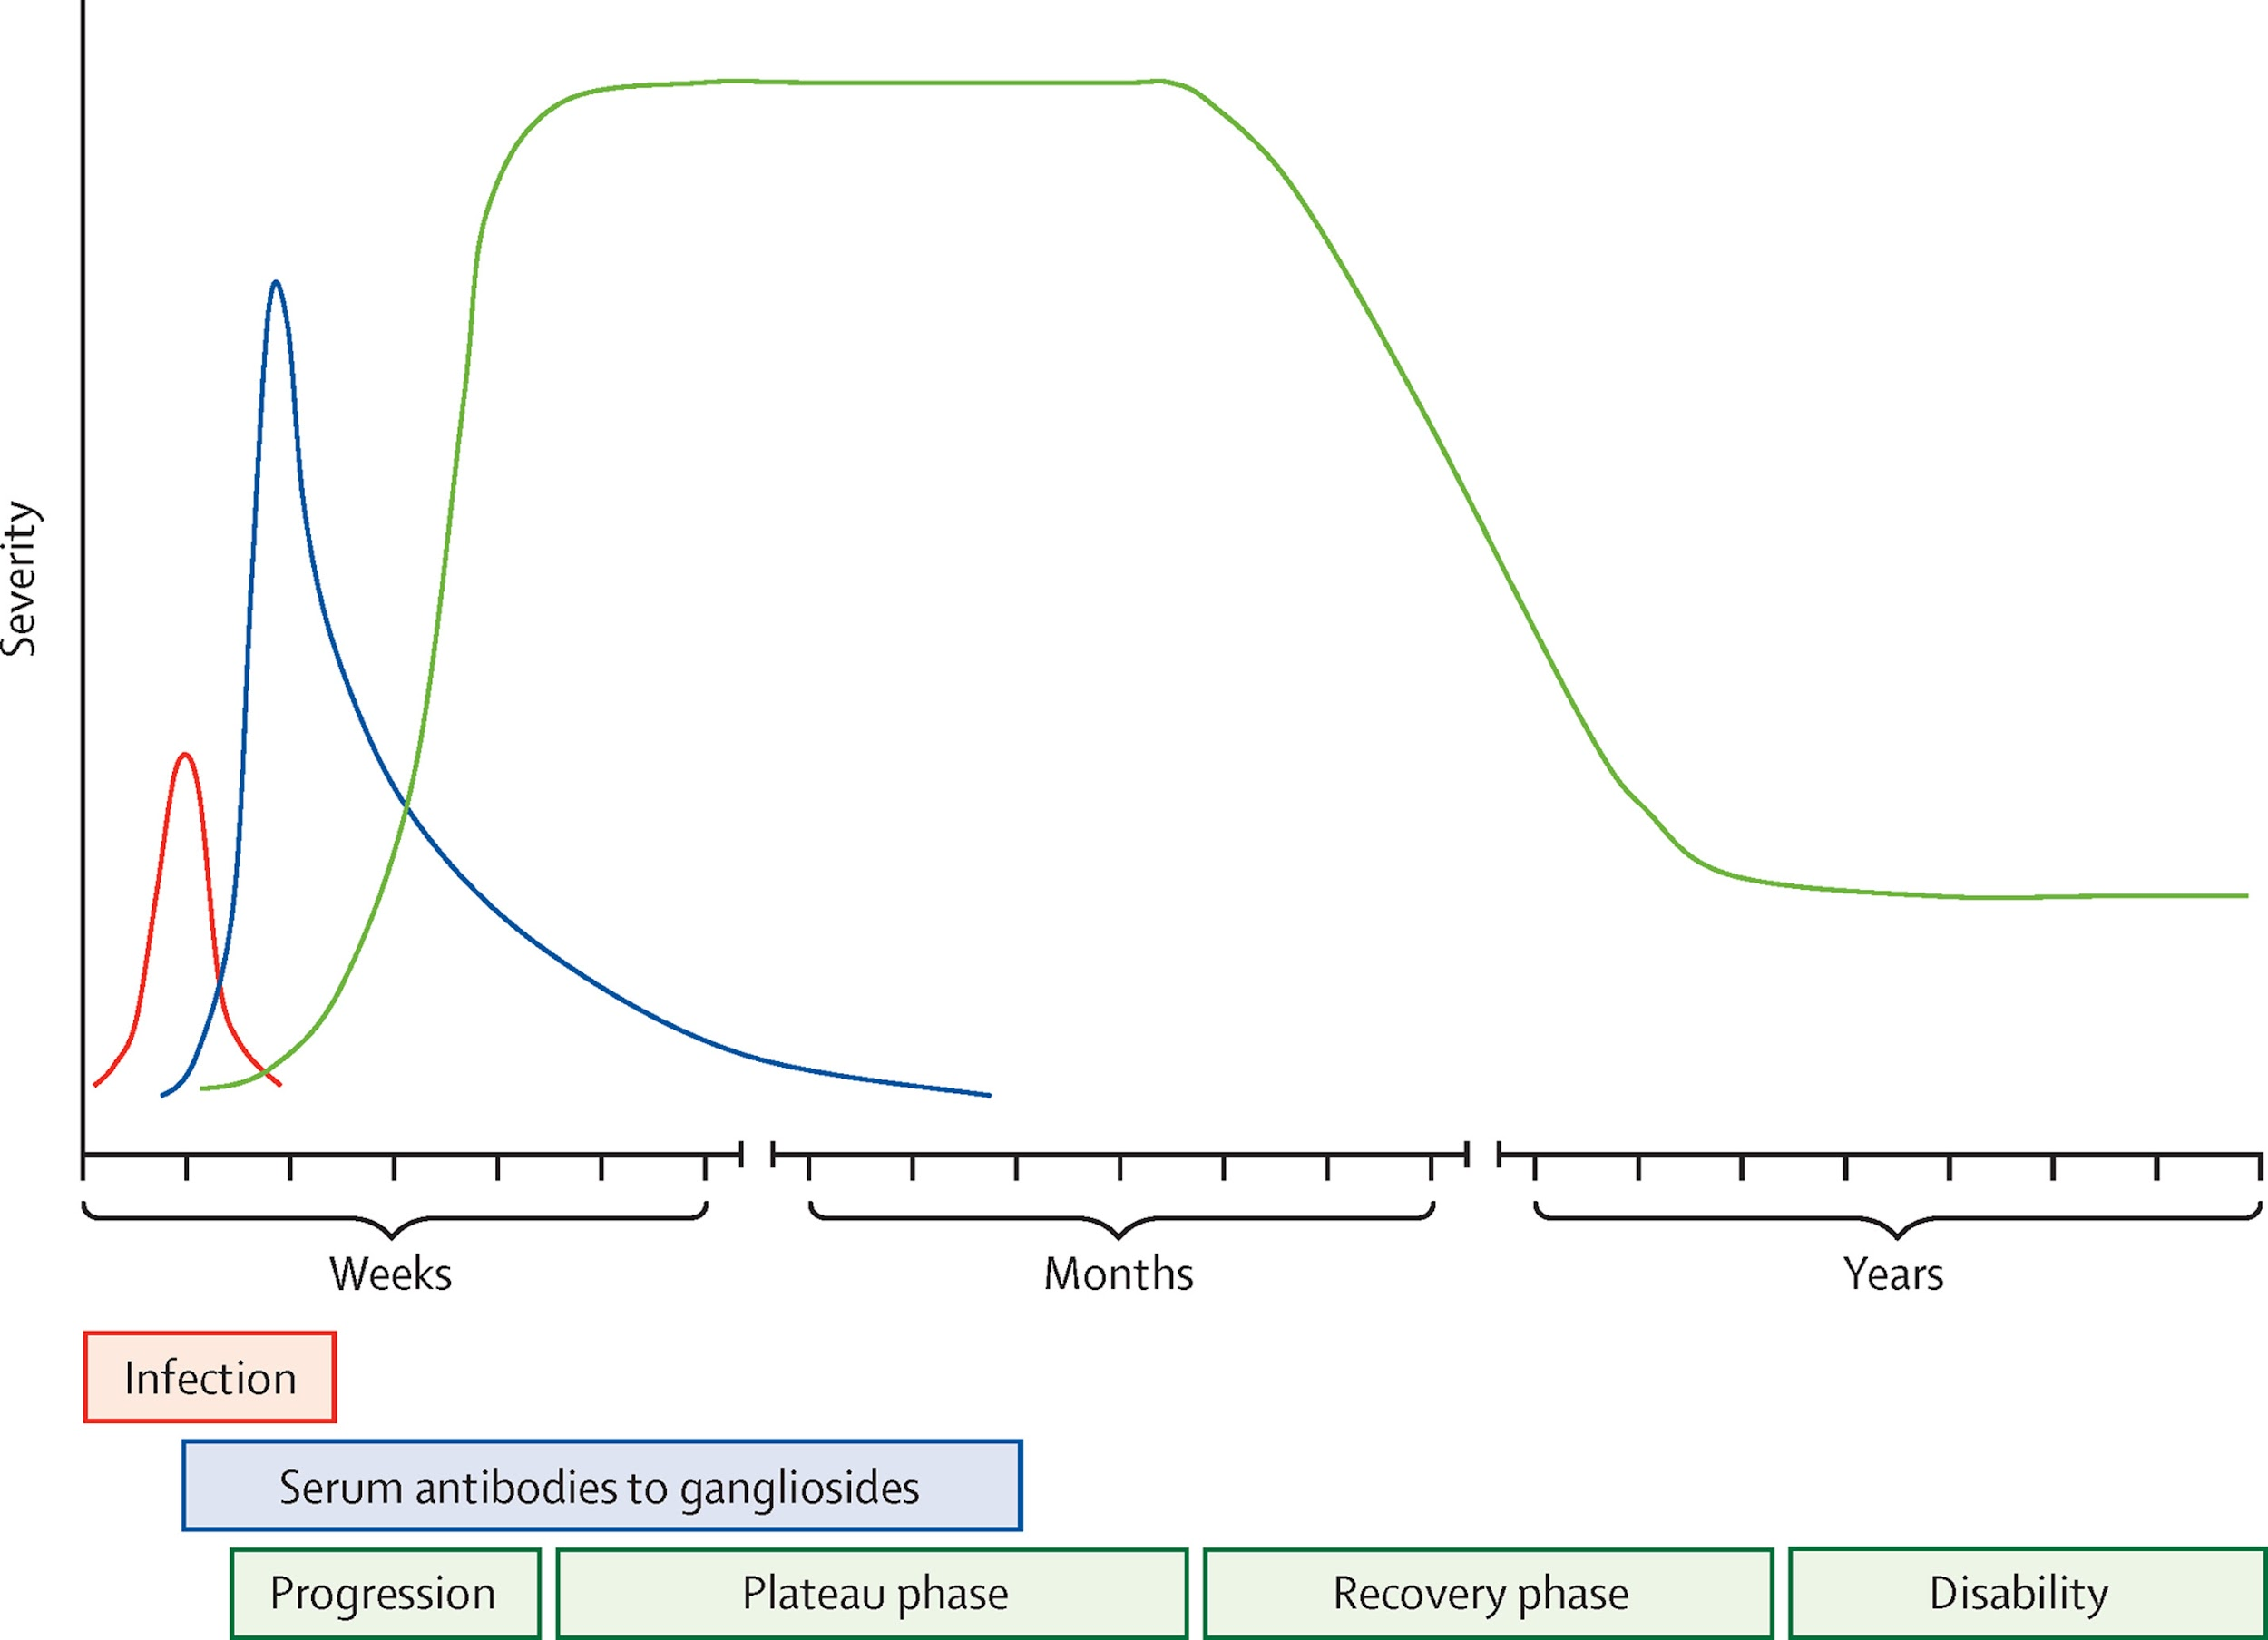 Severity
Weeks
Months
Years
Infection
Serum antibodies to gangliosides
Progression
Plateau phase
Recovery phase
Disability